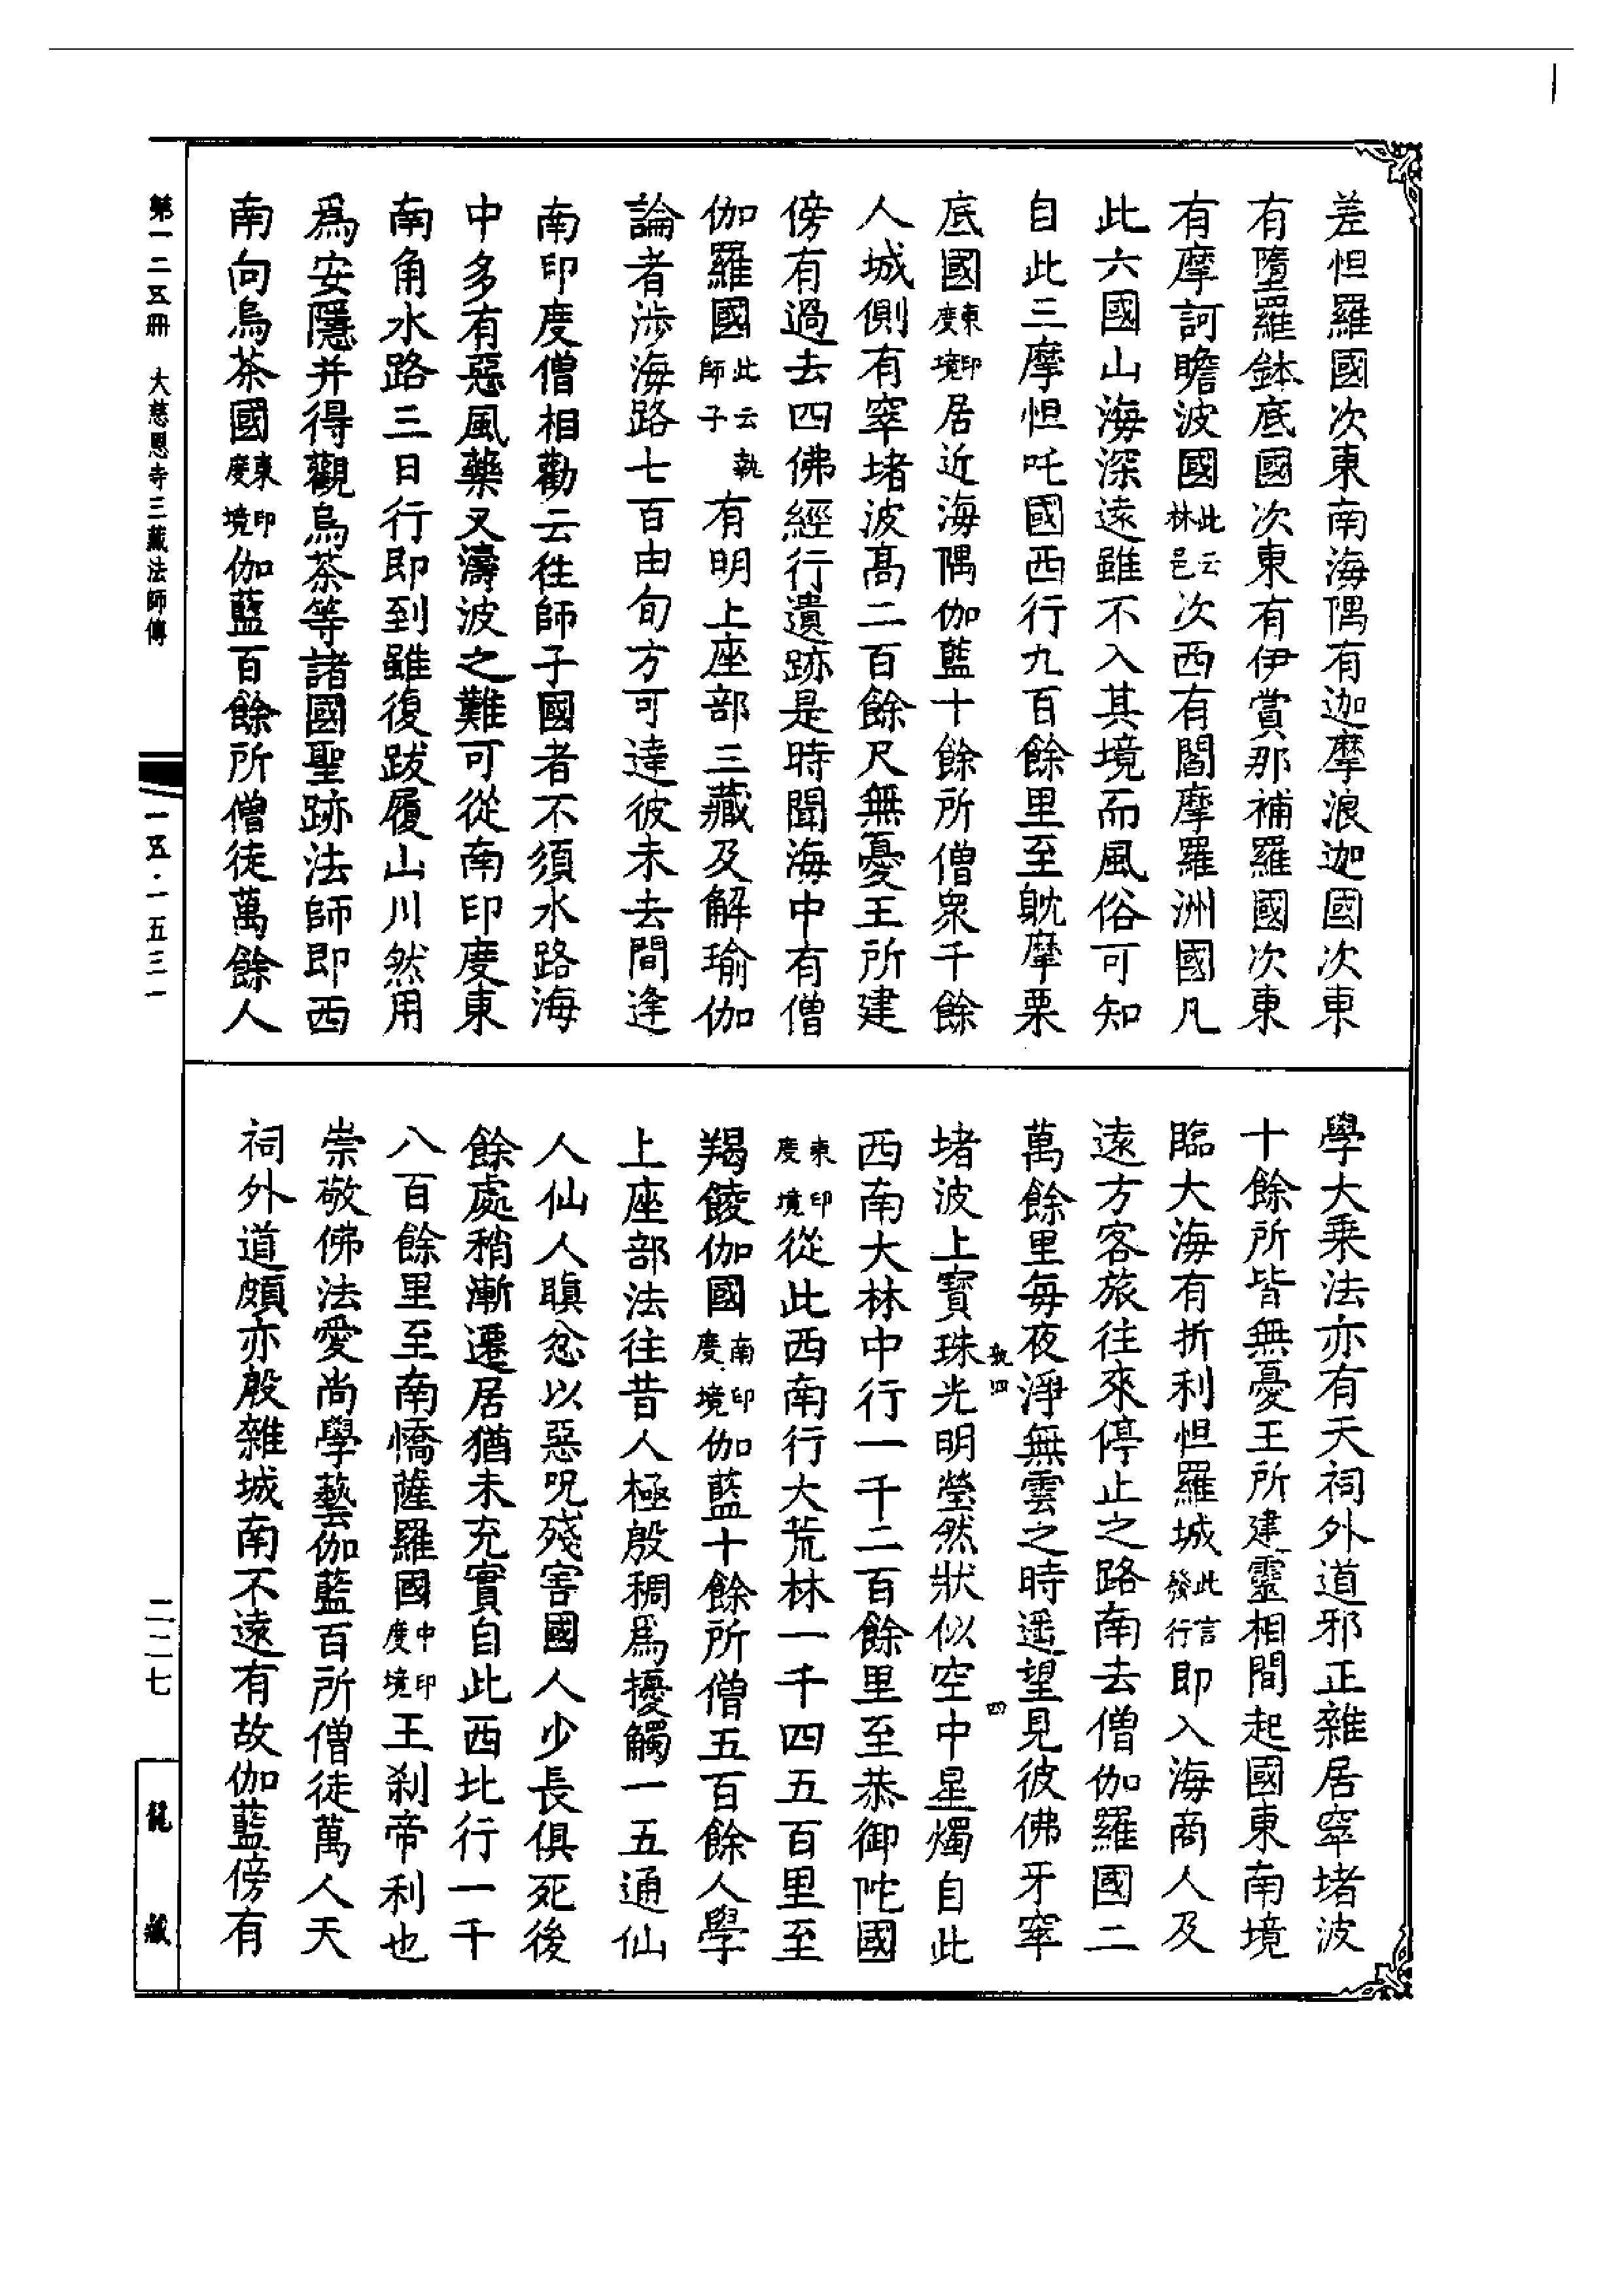 差怛羅國次東南海隅有迦摩浪迦國次東
有墮羅鉢底國次東有伊賞那補羅國次東
有摩訶瞻波國此云林邑次西有閻摩羅洲國凡
此六國山海深遠雖不入其境而風俗可知
自此三摩怛吒國西行九百餘里至躭摩栗
底國東印度境居近海隅伽藍十餘所僧衆千餘
人城側有窣堵波高二百餘尺無憂王所建
傍有過去四佛經行遺跡是時聞海中有僧
伽羅國此云執師子有明上座部三藏及解瑜伽
論者涉海路七百由旬方可達彼未去間逢
南印度僧相勸云往師子國者不須水路海
中多有惡風藥叉濤波之難可從南印度東
南角水路三日行即到雖復跋履山川然用
爲安隱并得觀烏荼等諸國聖跡法師即西
南向烏荼國東印度境伽藍百餘所僧徒萬餘人
學大乘法亦有天祠外道邪正雜居窣堵波
十餘所皆無憂王所建靈相間起國東南境
臨大海有折利怛羅城此言發行即入海商人及
遠方客旅往來停止之路南去僧伽羅國二
萬餘里每夜淨無雲之時遥望見彼佛牙窣
執四 四
堵波上寶珠光明瑩然狀似空中星燭自此
西南大林中行一千二百餘里至恭御陀國
東印度境從此西南行大荒林一千四五百里至
羯餕伽國南印度境伽藍十餘所僧五百餘人學
上座部法往昔人極殷稠爲擾觸一五通仙
人仙人瞋忿以惡呪殘害國人少長俱死後
餘處稍漸遷居猶未充實自此西北行一千
八百餘里至南憍薩羅國中印度境王刹帝利也
崇敬佛法愛尚學藝伽藍百所僧徒萬人天
祠外道頗亦殷雜城南不遠有故伽藍傍有
第一二五册 大慈恩寺三藏法師傳
一五·一五三一
二二七
龍藏